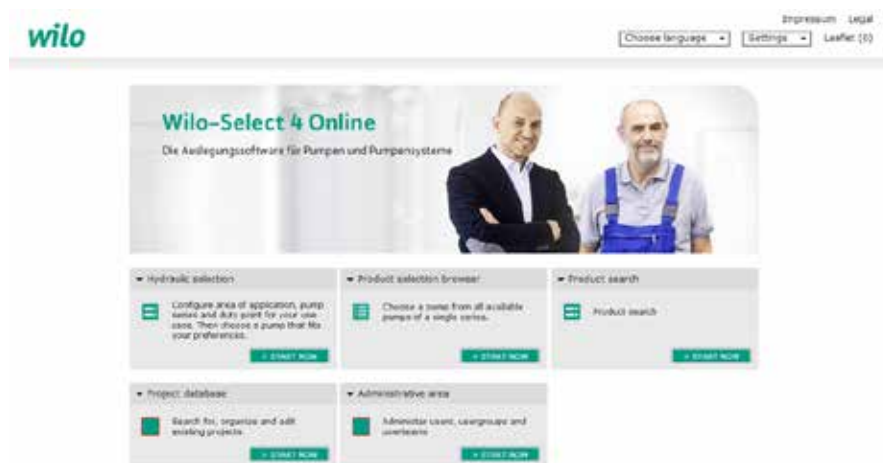 Impressum Legal
wilo
Choose language Settings Leaflet (0)
Wilo-Select 4 Online
Die Auslegungssoftware für Pumpen und Pumpensysteme
Hydraulic selection
Configure area of application, pump
series and duty point for your use
case. Then choose a pump that fits
your preferences.
> START NOW
Product selection browser
Choose a pump from all available
pumps of a single series.
> START NOW
Product search
Product search
> START NOW
Project database
Search for, organize and edit
existing projects.
> START NOW
Administrative area
Administer users, usergroups and
userteams
> START NOW